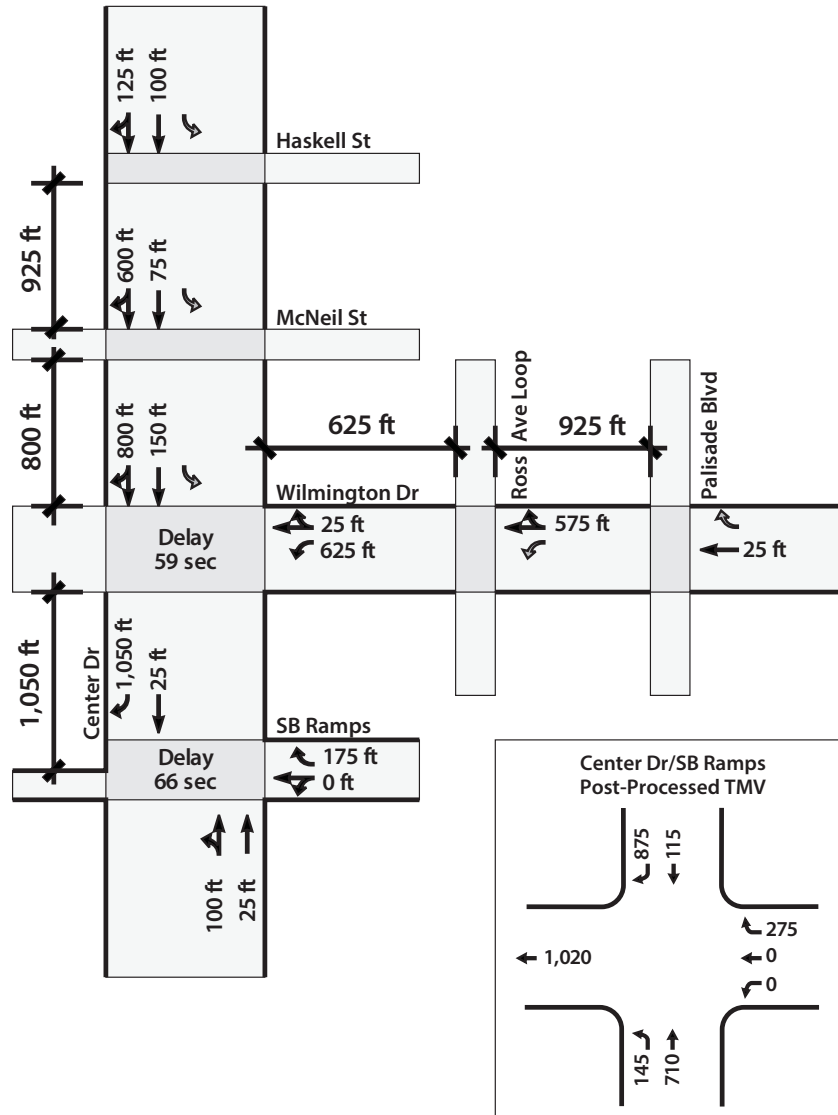 125 ft
100 ft
Haskell St
925 ft
600 ft
75 ft
McNeil St
800 ft
800 ft
150 ft
625 ft
Ross Ave Loop
925 ft
Palisade Blvd
Wilmington Dr
Delay
59 sec
25 ft
625 ft
575 ft
25 ft
1,050 ft
Center Dr
1,050 ft
25 ft
SB Ramps
Delay
66 sec
175 ft
0 ft
100 ft
25 ft
Center Dr/SB Ramps
Post-Processed TMV
875
115
275
1,020
0
0
145
710